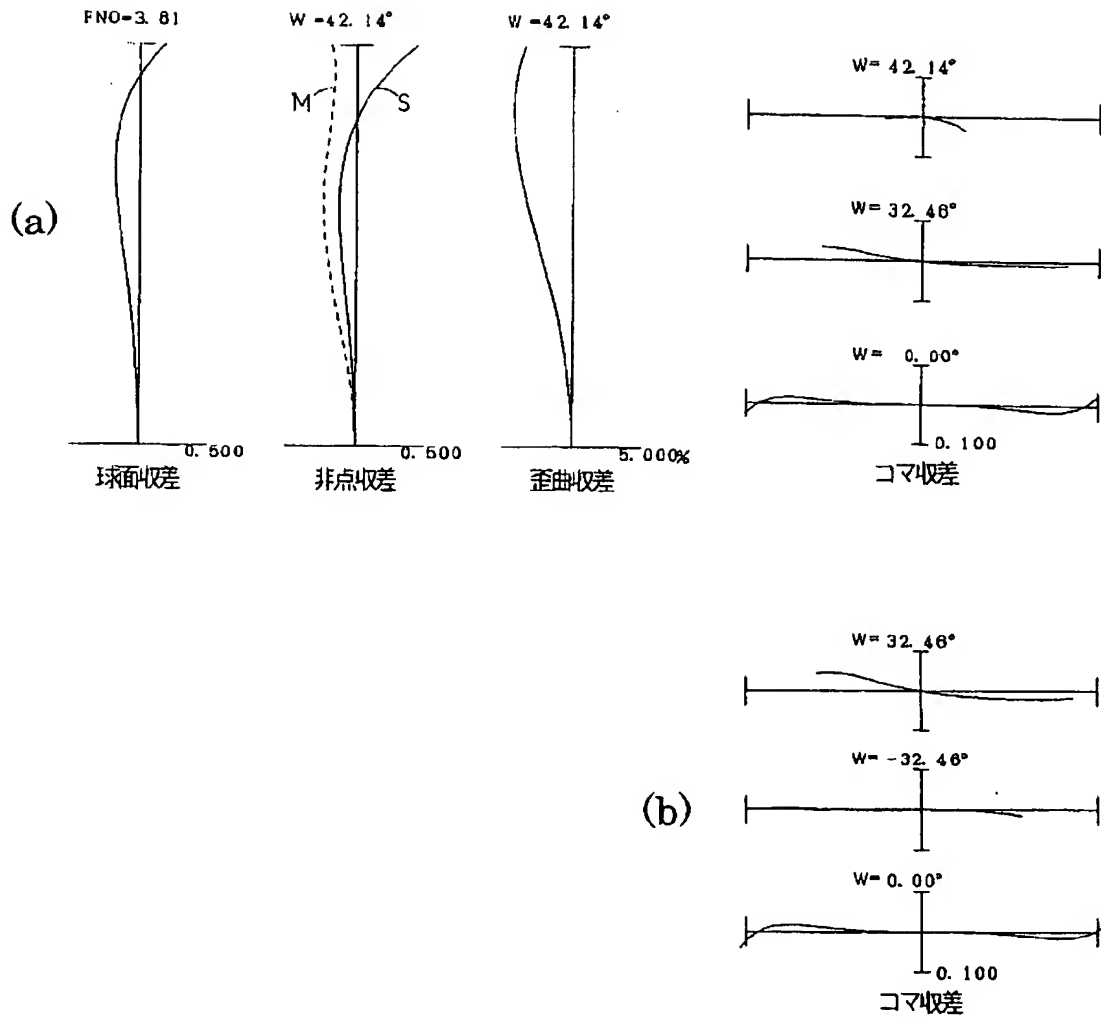 FNO=3.81
W=42.14°
W=42.14°
W= 42.14°
M
S
(a)
W= 32.46°
W= 0.00°
0.500
0.500
5.000%
0.100
球面収差
非点収差
歪曲収差
コマ収差
W= 32.46°
W= -32.46°
(b)
W= 0.00°
0.100
コマ収差